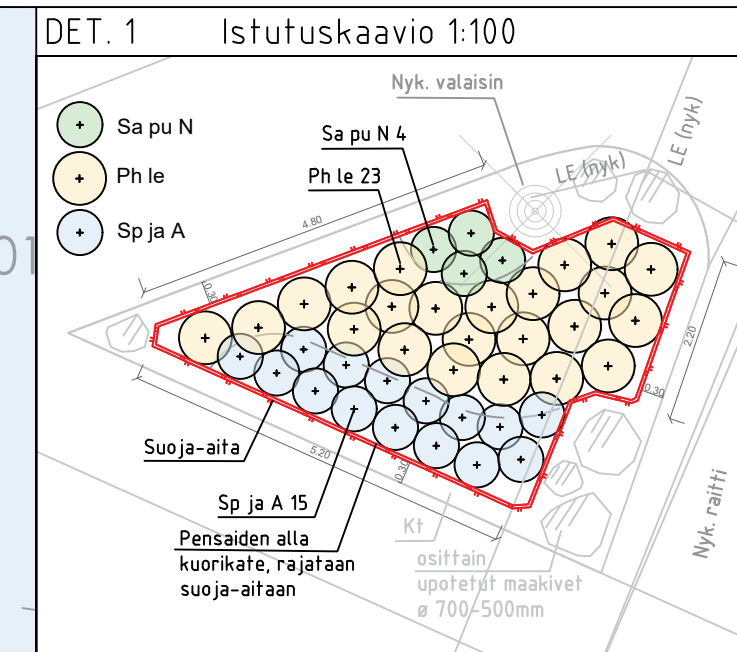 DET. 1 Istutuskaavio 1:100
Nyk. valaisin
Sa pu N
Sa pu N 4
LE (nyk)
LE (nyk)
Ph le
Ph le 23
Sp ja A
4.80
01
0.30
2.20
0.30
Suoja-aita
5.20
0.30
Sp ja A 15
Nyk. raitti
Kt
Pensaiden alla
kuorikate, rajataan
suoja-aitaan
osittain
upotetut maakivet
ø 700-500mm